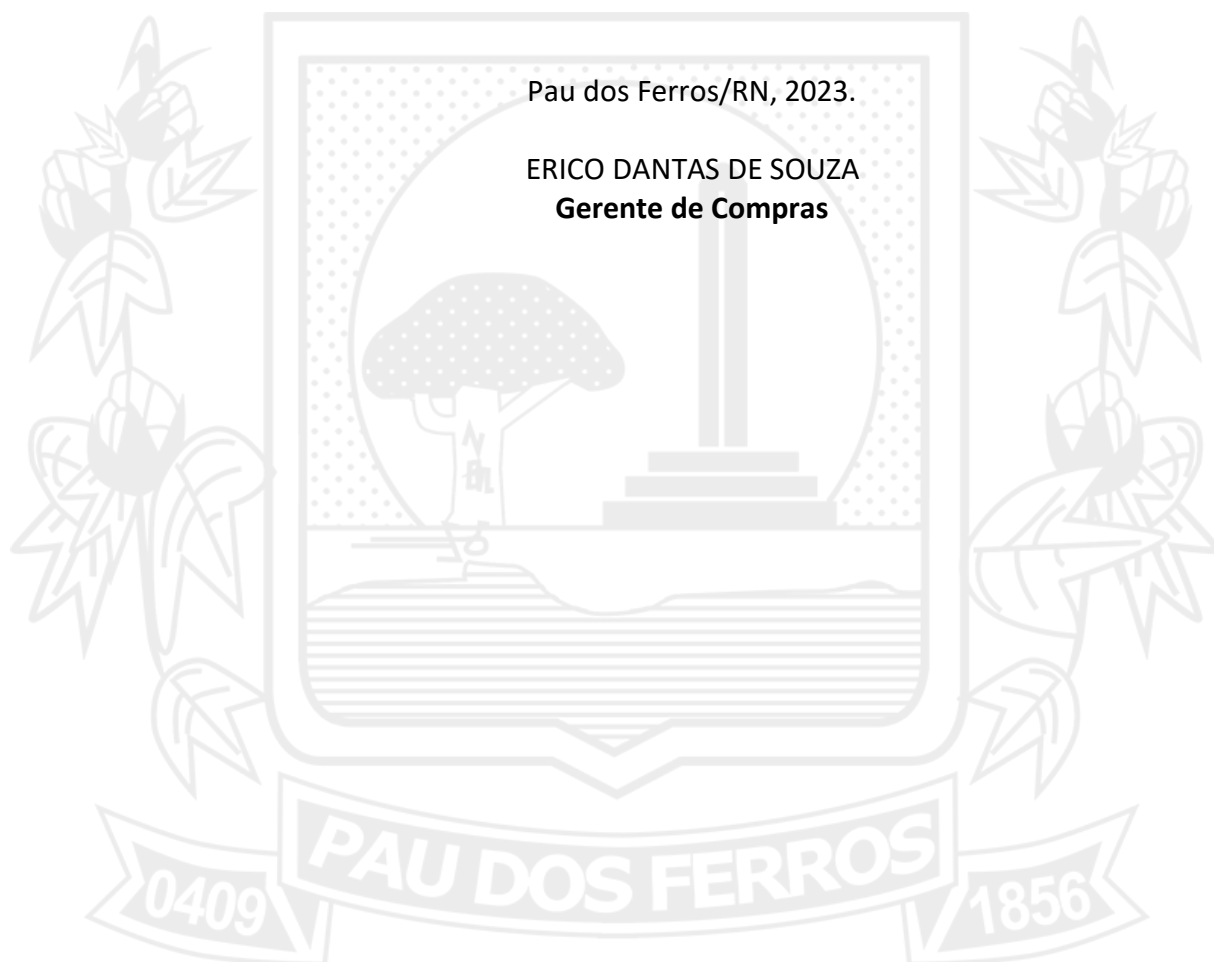 Pau dos Ferros/RN, 2023.
ERICO DANTAS DE SOUZA
Gerente de Compras
PAU DOS FERROS
0409
1856